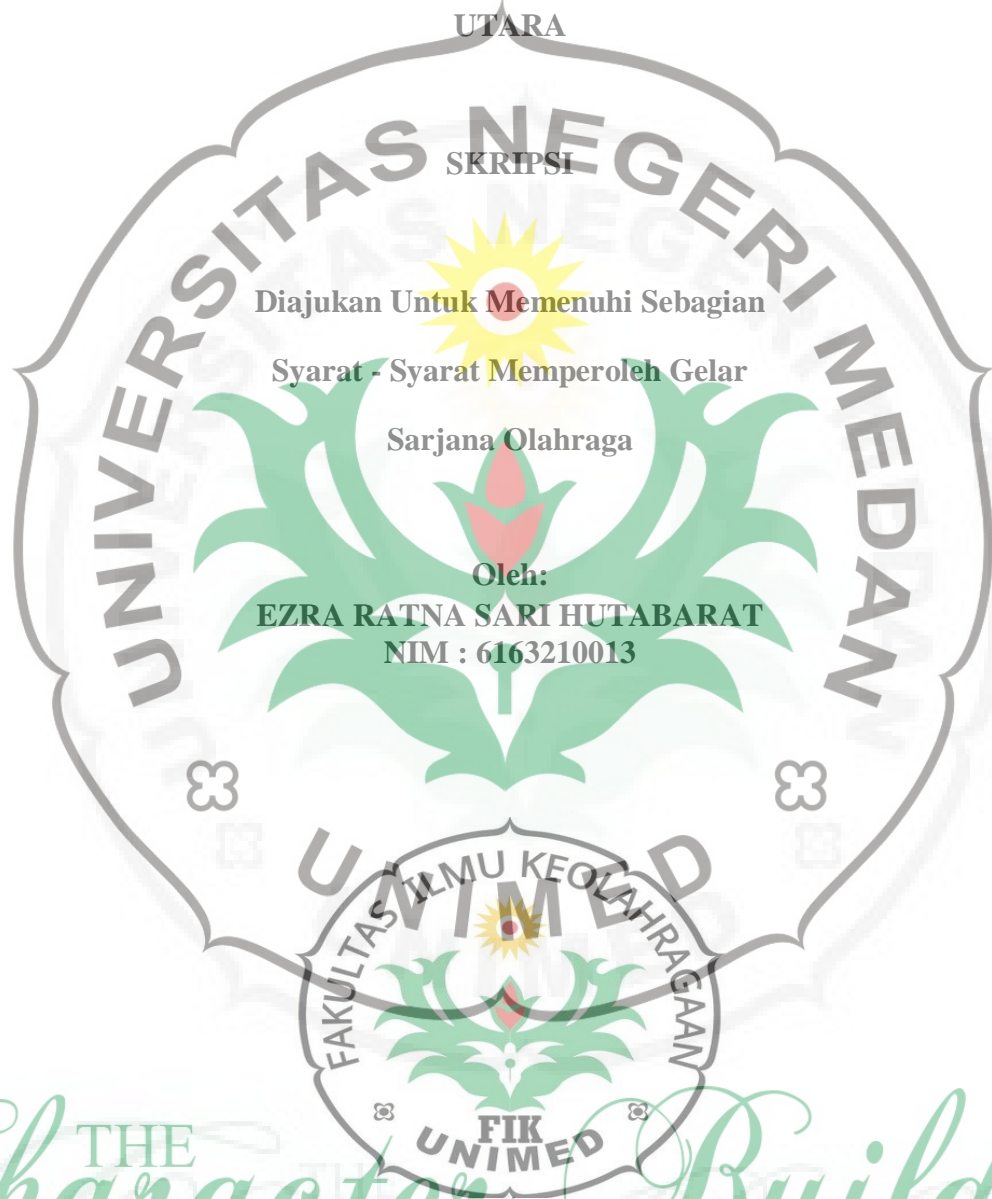 UTARA
UNIVERSITAS NEGERI MEDAN
SKRIPSI
Diajukan Untuk Memenuhi Sebagian
Syarat - Syarat Memperoleh Gelar
Sarjana Olahraga
Oleh:
EZRA RATNA SARI HUTABARAT
NIM : 6163210013
UNIMED
FAKULTAS ILMU KEOLAHRAGAAN
FIK
UNIMED
THE